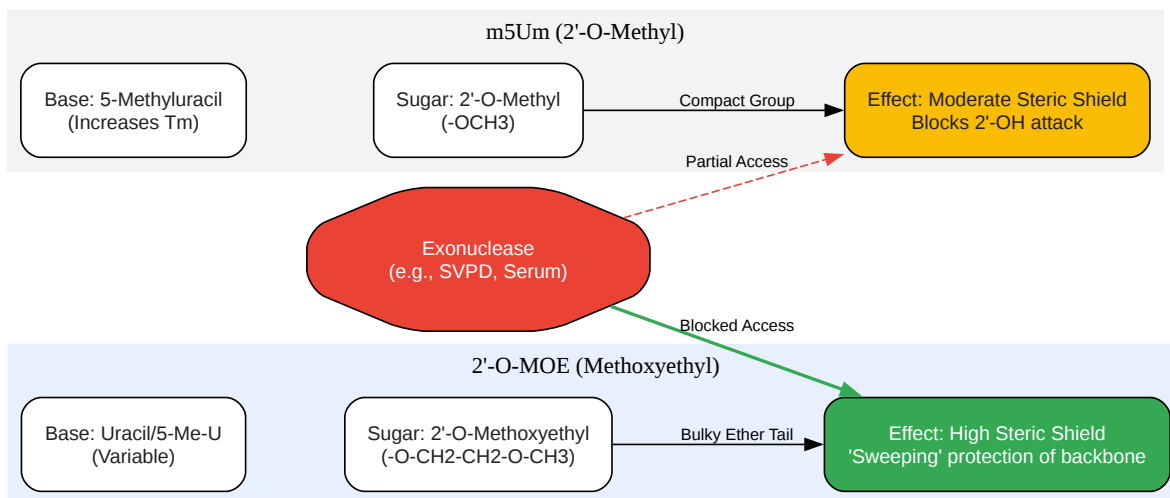 m5Um (2'-O-Methyl)
Base: 5-Methyluracil
(Increases Tm)
Sugar: 2'-O-Methyl
(-OCH3)
Compact Group
Effect: Moderate Steric Shield
Blocks 2'-OH attack
Partial Access
Exonuclease
(e.g., SVPD, Serum)
Blocked Access
2'-O-MOE (Methoxyethyl)
Base: Uracil/5-Me-U
(Variable)
Sugar: 2'-O-Methoxyethyl
(-O-CH2-CH2-O-CH3)
Bulky Ether Tail
Effect: High Steric Shield
'Sweeping' protection of backbone